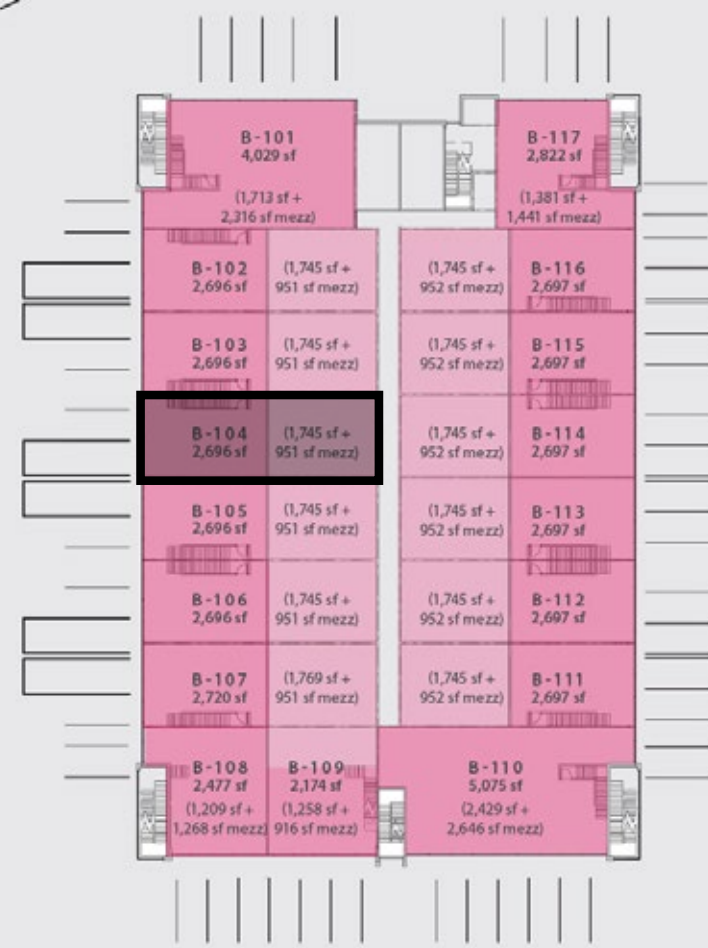 B-101
4,029 sf
(1,713 sf +
2,316 sf mezz)
B-117
2,822 sf
(1,381 sf +
1,441 sf mezz)
B-102
2,696 sf
(1,745 sf +
951 sf mezz)
(1,745 sf +
952 sf mezz)
B-116
2,697 sf
B-103
2,696 sf
(1,745 sf +
951 sf mezz)
(1,745 sf +
952 sf mezz)
B-115
2,697 sf
B-104
2,696 sf
(1,745 sf +
951 sf mezz)
(1,745 sf +
952 sf mezz)
B-114
2,697 sf
B-105
2,696 sf
(1,745 sf +
951 sf mezz)
(1,745 sf +
952 sf mezz)
B-113
2,697 sf
B-106
2,696 sf
(1,745 sf +
951 sf mezz)
(1,745 sf +
952 sf mezz)
B-112
2,697 sf
B-107
2,720 sf
(1,769 sf +
951 sf mezz)
(1,745 sf +
952 sf mezz)
B-111
2,697 sf
B-108
2,477 sf
(1,209 sf +
1,268 sf mezz)
B-109
2,174 sf
(1,258 sf +
916 sf mezz)
B-110
5,075 sf
(2,429 sf +
2,646 sf mezz)